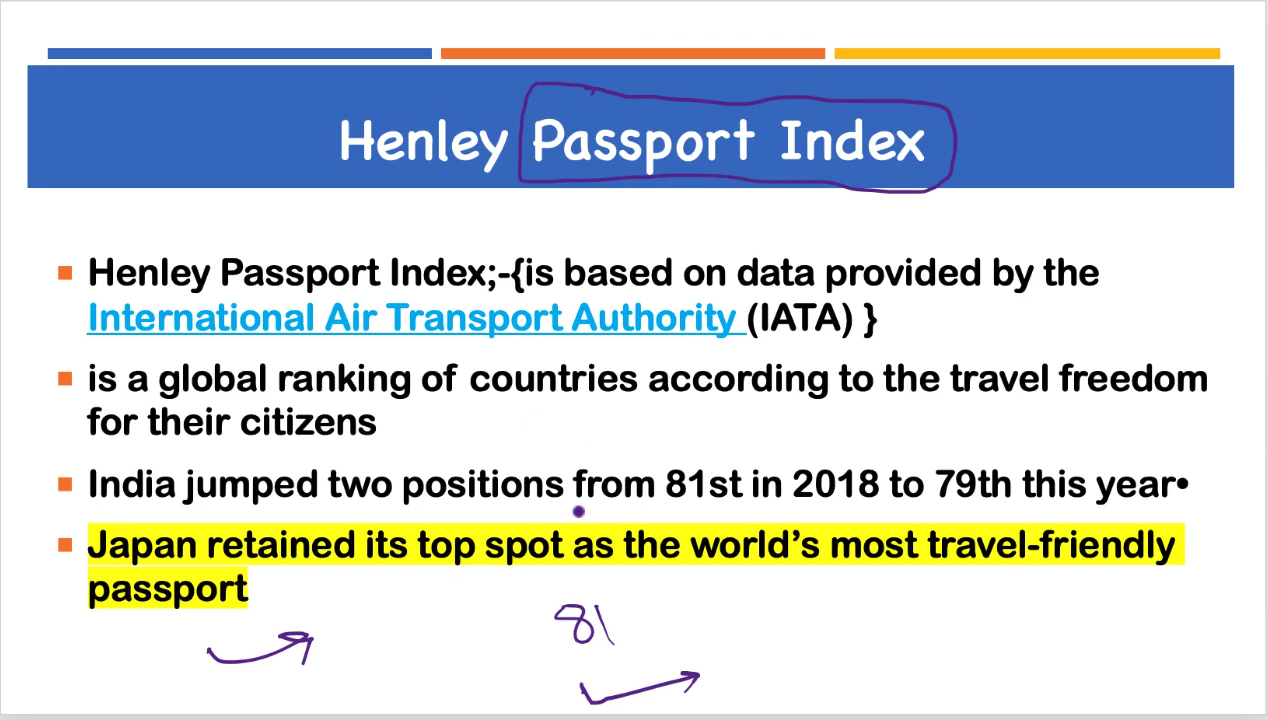 Henley Passport Index
Henley Passport Index;-{is based on data provided by the
International Air Transport Authority (IATA) }
is a global ranking of countries according to the travel freedom
for their citizens
India jumped two positions from 81st in 2018 to 79th this year•
Japan retained its top spot as the world’s most travel-friendly
passport
81